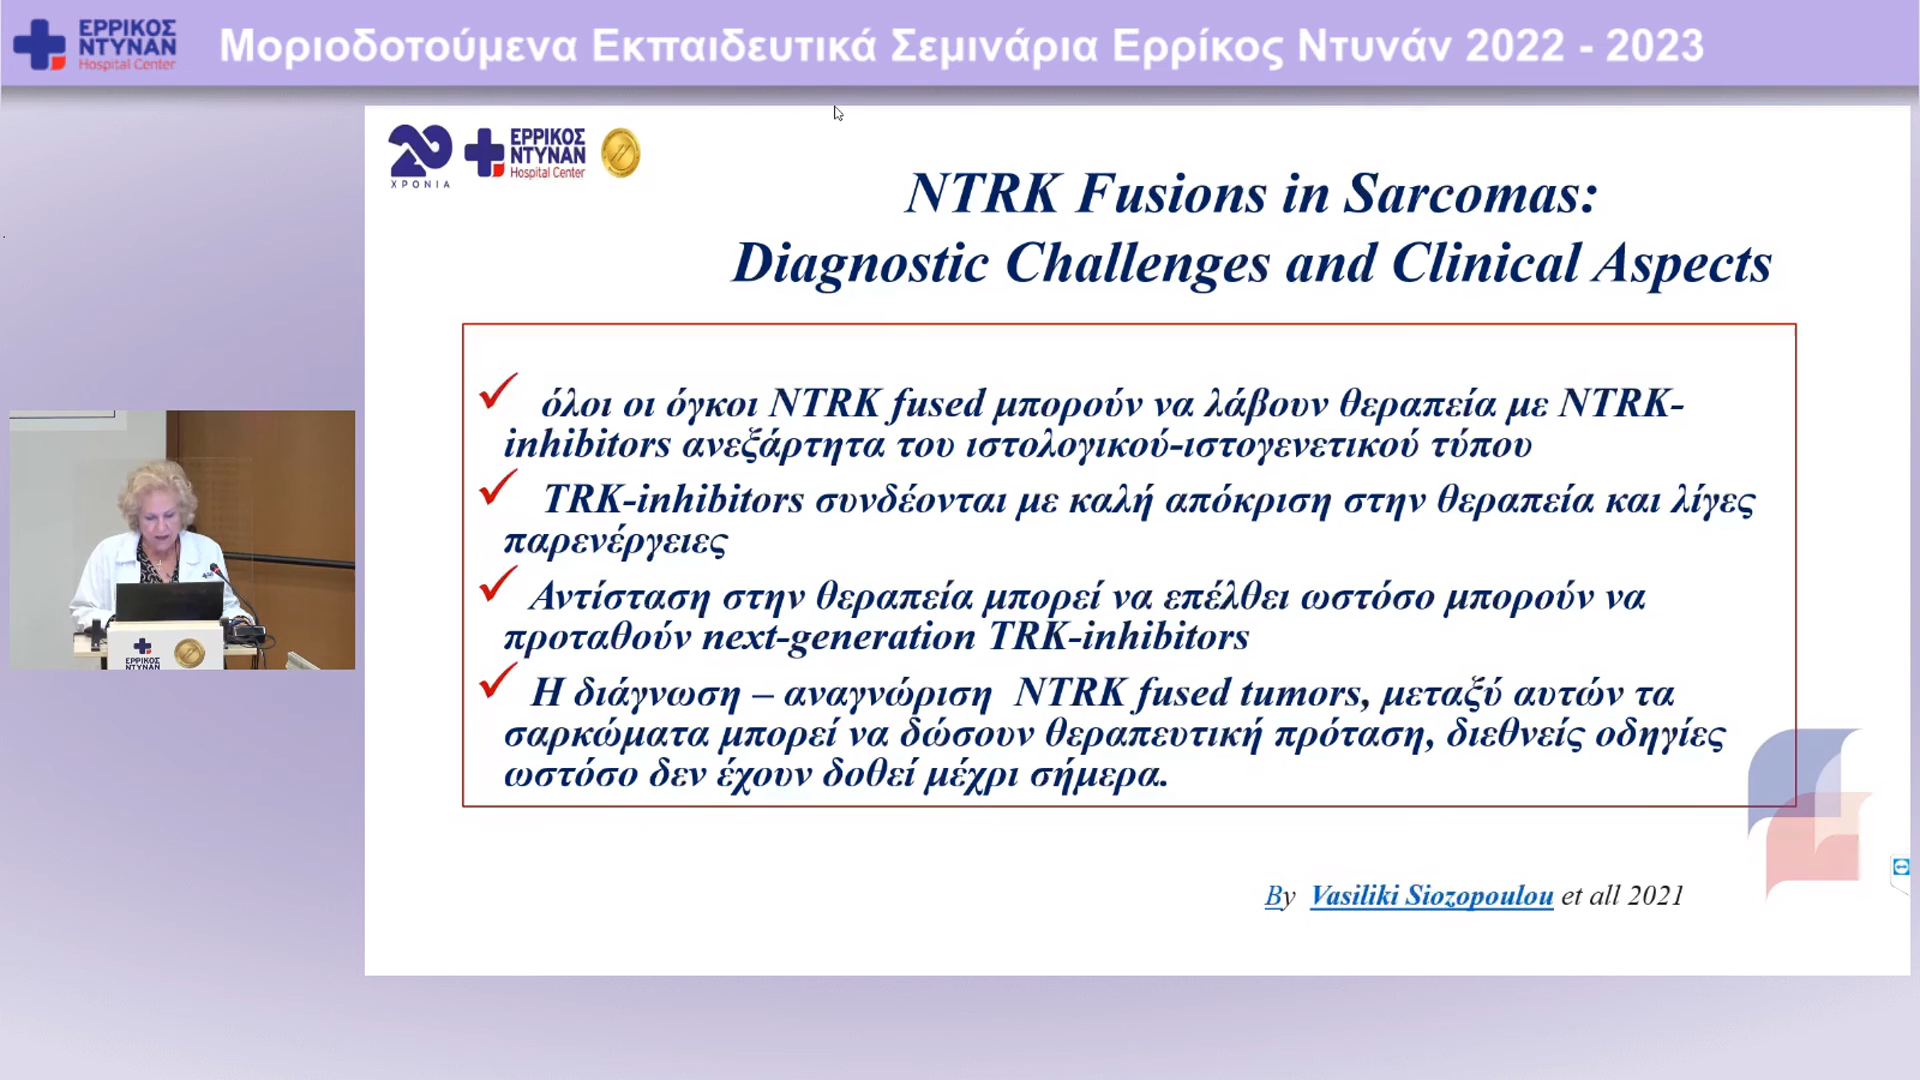 ΕΡΡΙΚΟΣ
ΝΤΥΝΑΝ
Hospital Center
Μοριοδοτούμενα Εκπαιδευτικά Σεμινάρια Ερρίκος Ντυνάν 2022 - 2023
20
ΧΡΟΝΙΑ
ΕΡΡΙΚΟΣ
ΝΤΥΝΑΝ
Hospital Center
NTRK Fusions in Sarcomas:
Diagnostic Challenges and Clinical Aspects
✓ όλοι οι όγκοι NTRK fused μπορούν να λάβουν θεραπεία με NTRK-
inhibitors ανεξάρτητα του ιστολογικού-ιστογενετικού τύπου
✓ TRK-inhibitors συνδέονται με καλή απόκριση στην θεραπεία και λίγες
παρενέργειες
✓ Αντίσταση στην θεραπεία μπορεί να επέλθει ωστόσο μπορούν να
προταθούν next-generation TRK-inhibitors
✓ Η διάγνωση – αναγνώριση NTRK fused tumors, μεταξύ αυτών τα
σαρκώματα μπορεί να δώσουν θεραπευτική πρόταση, διεθνείς οδηγίες
ωστόσο δεν έχουν δοθεί μέχρι σήμερα.
By Vasiliki Siozopoulou et all 2021
ΕΡΡΙΚΟΣ
ΝΤΥΝΑΝ